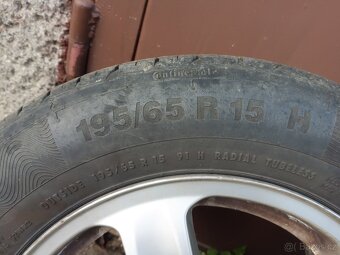 Continental
195/65 R 15 H
OUTSIDE 195/65 R 15 91 H RADIAL TUBELESS